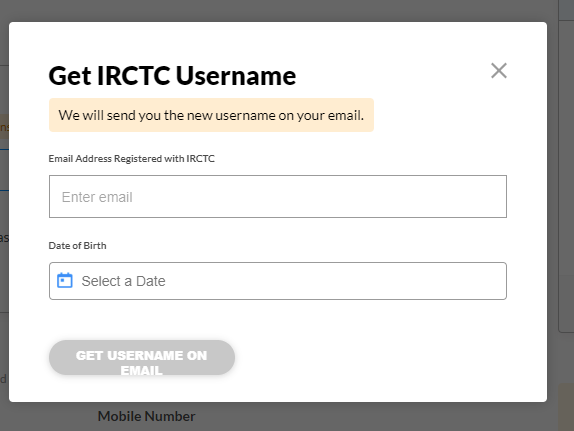 Get IRCTC Username
We will send you the new username on your email.
Email Address Registered with IRCTC
Enter email
Date of Birth
Select a Date
GET USERNAME ON
EMAIL
Mobile Number